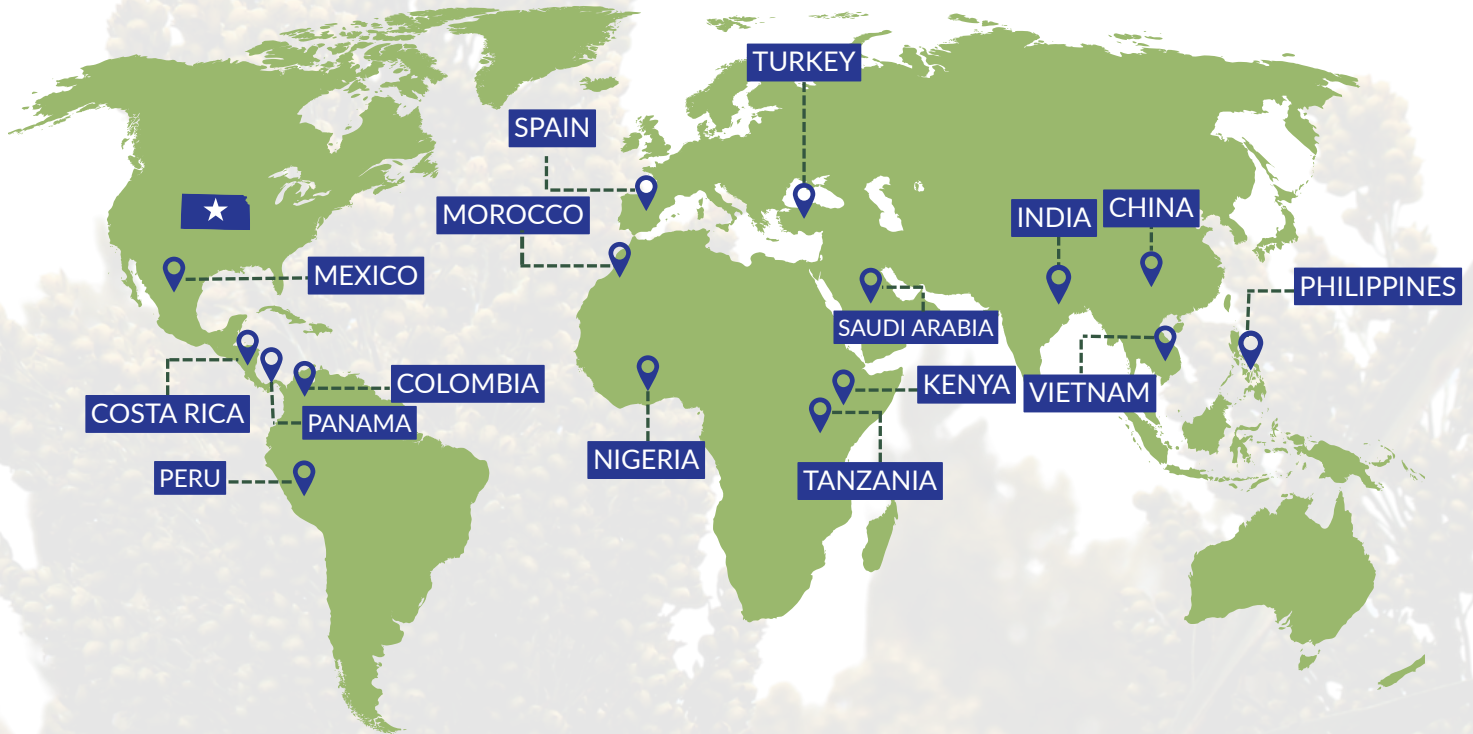 TURKEY
SPAIN
MOROCCO
INDIA
CHINA
MEXICO
PHILIPPINES
SAUDI ARABIA
COSTA RICA
COLOMBIA
KENYA
VIETNAM
PANAMA
NIGERIA
PERU
TANZANIA